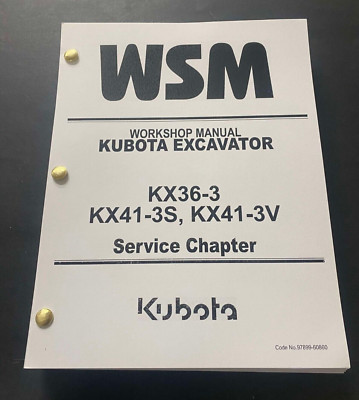 WSM
WORKSHOP MANUAL
KUBOTA EXCAVATOR
KX36-3
KX41-3S, KX41-3V
Service Chapter
Kubota
Code No.97899-60860